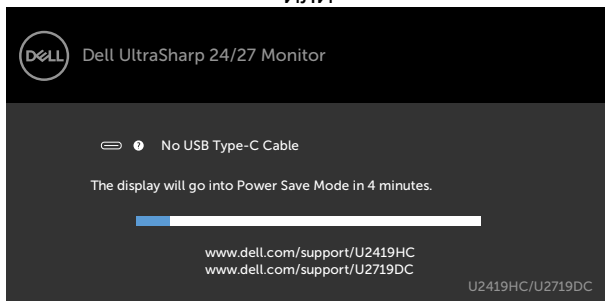 или
DELL
Dell UltraSharp 24/27 Monitor
? No USB Type-C Cable
The display will go into Power Save Mode in 4 minutes.
www.dell.com/support/U2419HC
www.dell.com/support/U2719DC
U2419HC/U2719DC